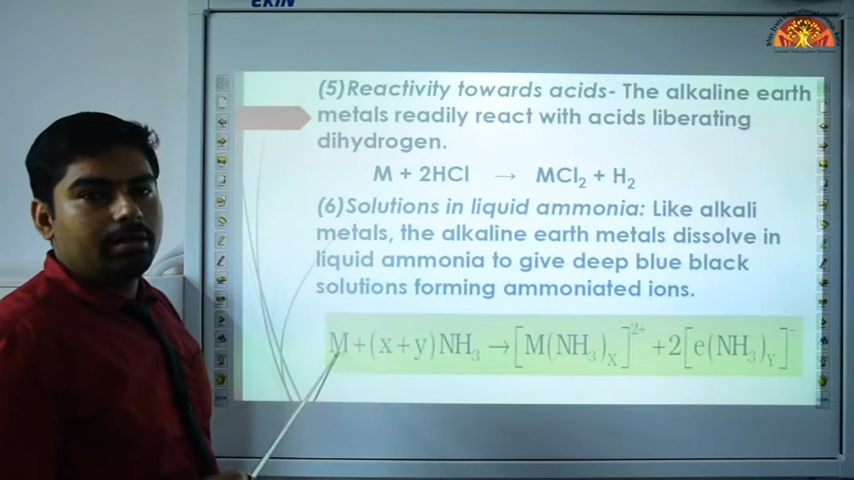 EKIN
(5)Reactivity towards acids- The alkaline earth
metals readily react with acids liberating
dihydrogen.
M + 2HCl → MCl₂ + H₂
(6)Solutions in liquid ammonia: Like alkali
metals, the alkaline earth metals dissolve in
liquid ammonia to give deep blue black
solutions forming ammoniated ions.
M+(x+y)NH₃→[M(NH₃)ₓ]²⁺+2[e(NH₃)Y]⁻